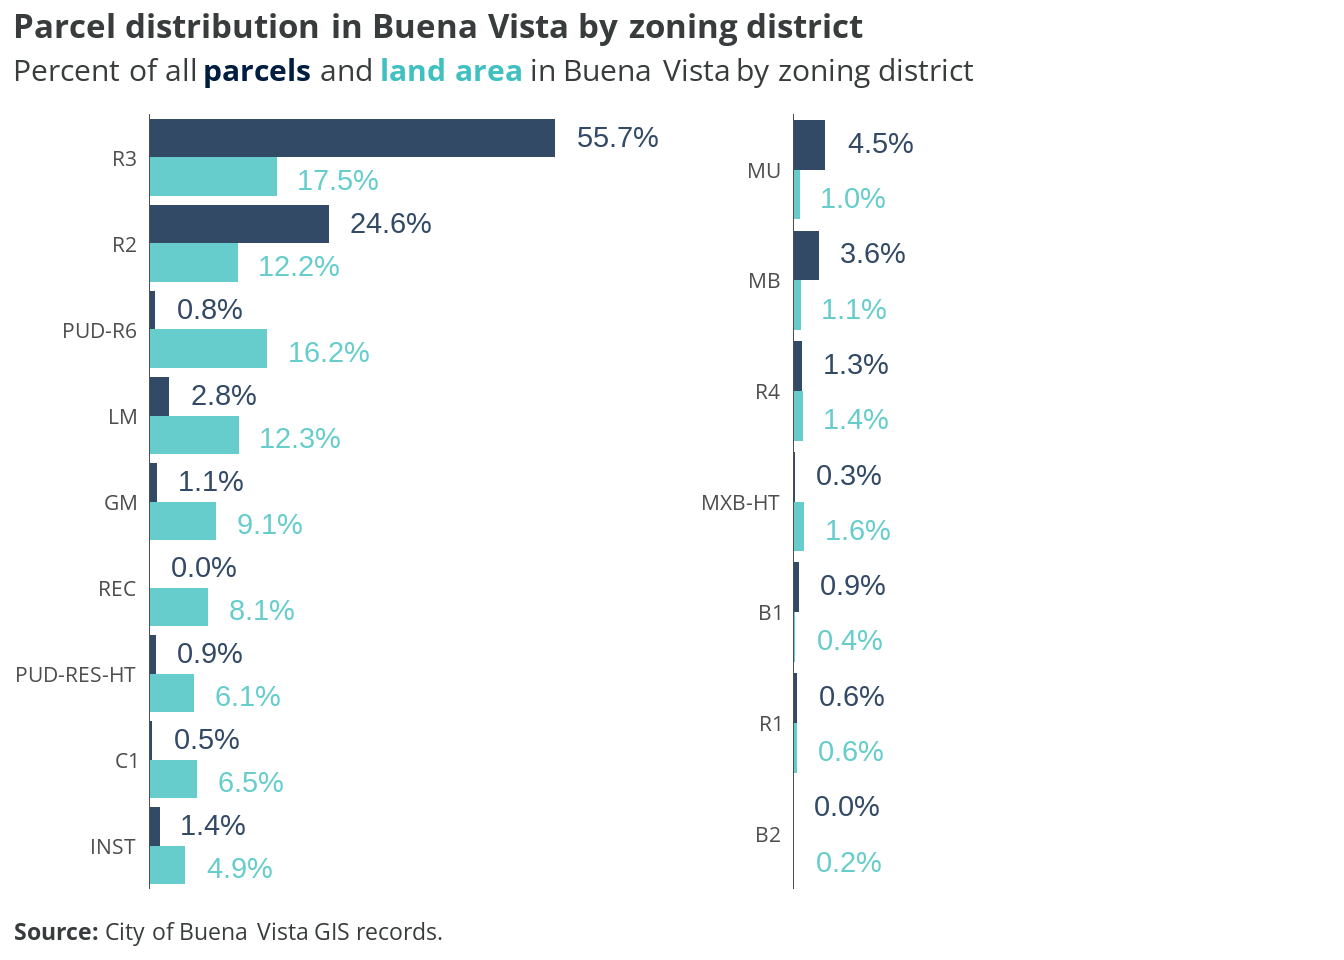 Parcel distribution in Buena Vista by zoning district
Percent of all parcels and land area in Buena Vista by zoning district
R3
55.7%
17.5%
R2
24.6%
12.2%
PUD-R6
0.8%
16.2%
LM
2.8%
12.3%
GM
1.1%
9.1%
REC
0.0%
8.1%
PUD-RES-HT
0.9%
6.1%
C1
0.5%
6.5%
INST
1.4%
4.9%
MU
4.5%
1.0%
MB
3.6%
1.1%
R4
1.3%
1.4%
MXB-HT
0.3%
1.6%
B1
0.9%
0.4%
R1
0.6%
0.6%
B2
0.0%
0.2%
Source: City of Buena Vista GIS records.